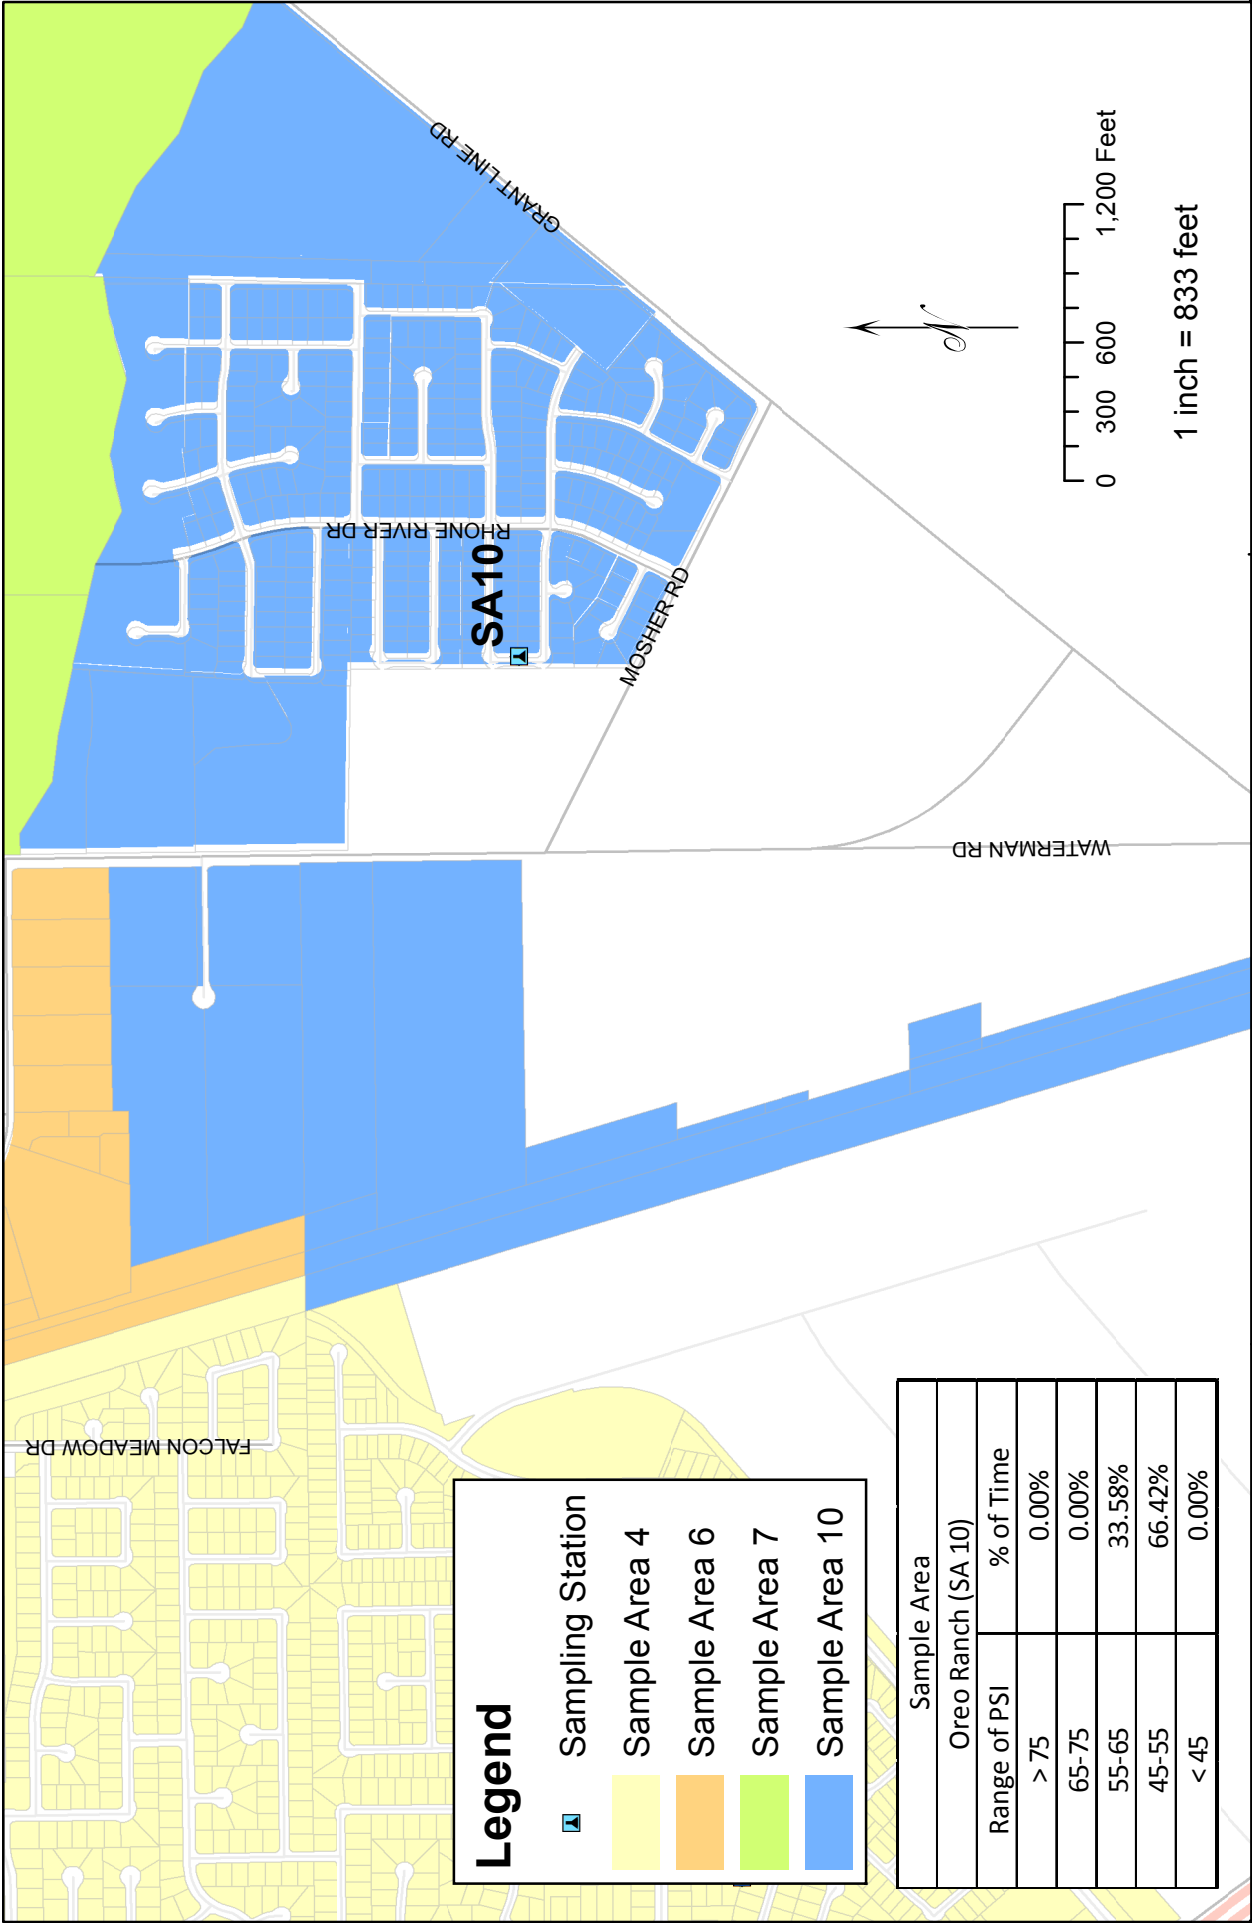 FALCON MEADOW DR
WATERMAN RD
MOSHER RD
RHONE RIVER DR
GRANT LINE RD
SA10
Legend
Sampling Station
Sample Area 4
Sample Area 6
Sample Area 7
Sample Area 10
Sample Area
Oreo Ranch (SA 10)
Range of PSI % of Time
> 75 0.00%
65-75 0.00%
55-65 33.58%
45-55 66.42%
< 45 0.00%
N
0 300 600 1,200 Feet
1 inch = 833 feet